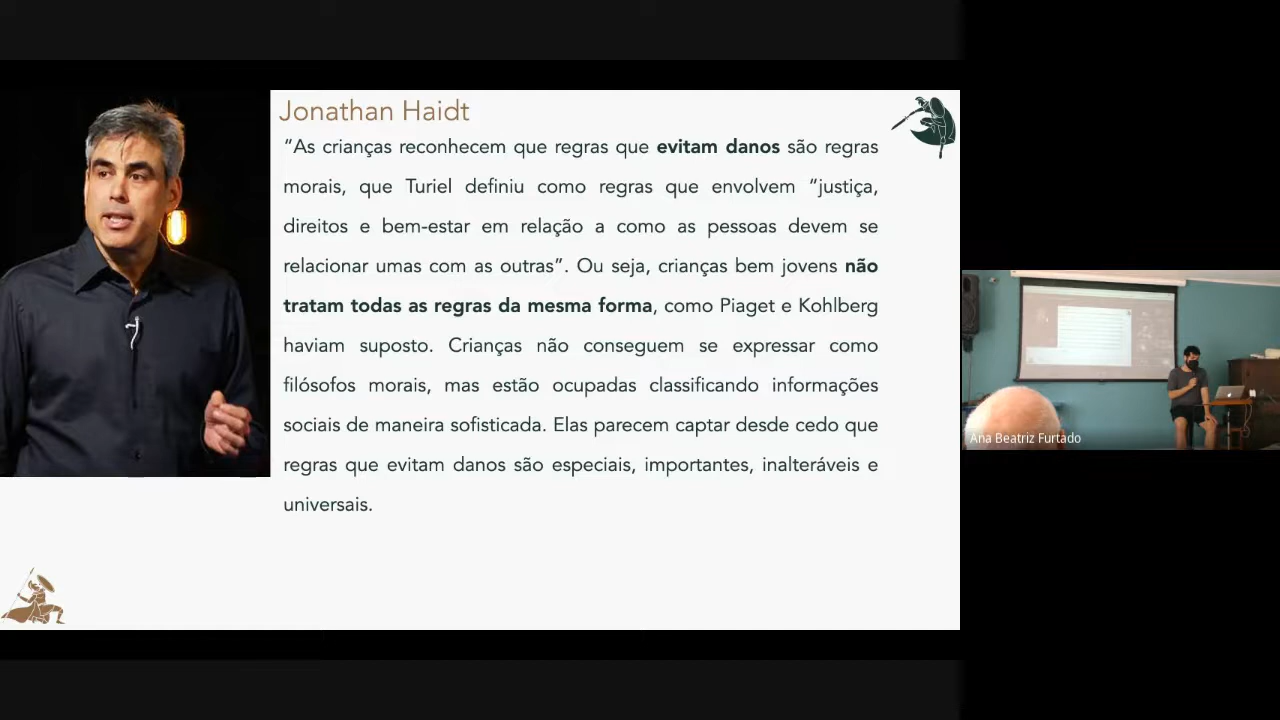 Jonathan Haidt
“As crianças reconhecem que regras que evitam danos são regras
morais, que Turiel definiu como regras que envolvem “justiça,
direitos e bem-estar em relação a como as pessoas devem se
relacionar umas com as outras”. Ou seja, crianças bem jovens não
tratam todas as regras da mesma forma, como Piaget e Kohlberg
haviam suposto. Crianças não conseguem se expressar como
filósofos morais, mas estão ocupadas classificando informações
sociais de maneira sofisticada. Elas parecem captar desde cedo que
regras que evitam danos são especiais, importantes, inalteráveis e
universais.
Ana Beatriz Furtado